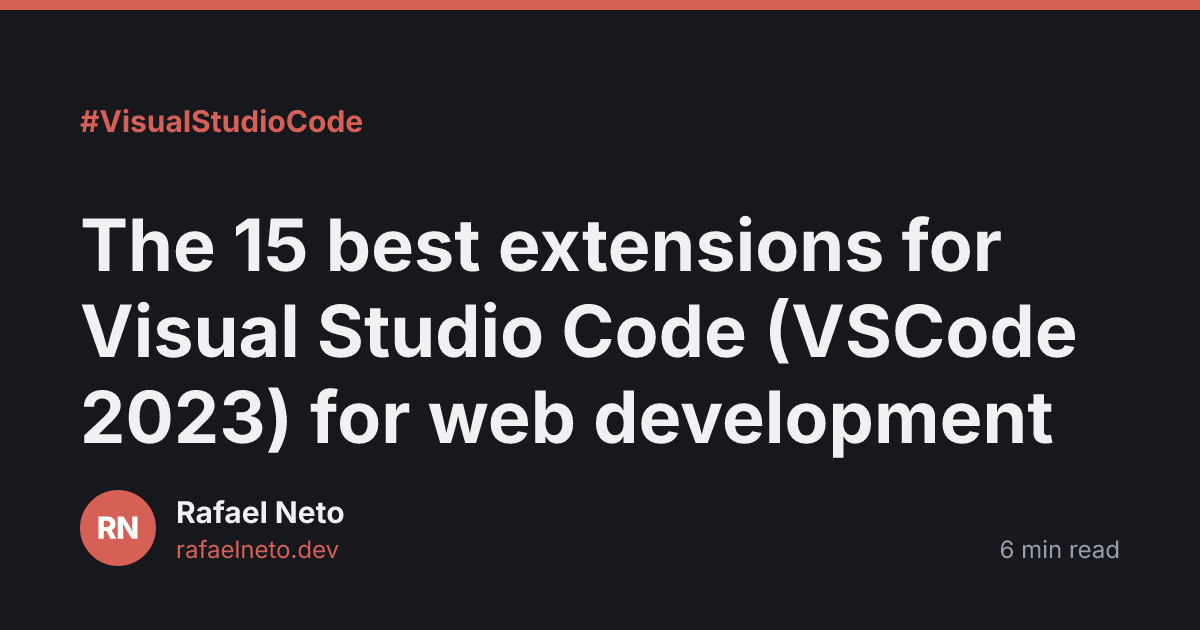 #VisualStudioCode
The 15 best extensions for
Visual Studio Code (VSCode
2023) for web development
RN
Rafael Neto
rafaelneto.dev
6 min read